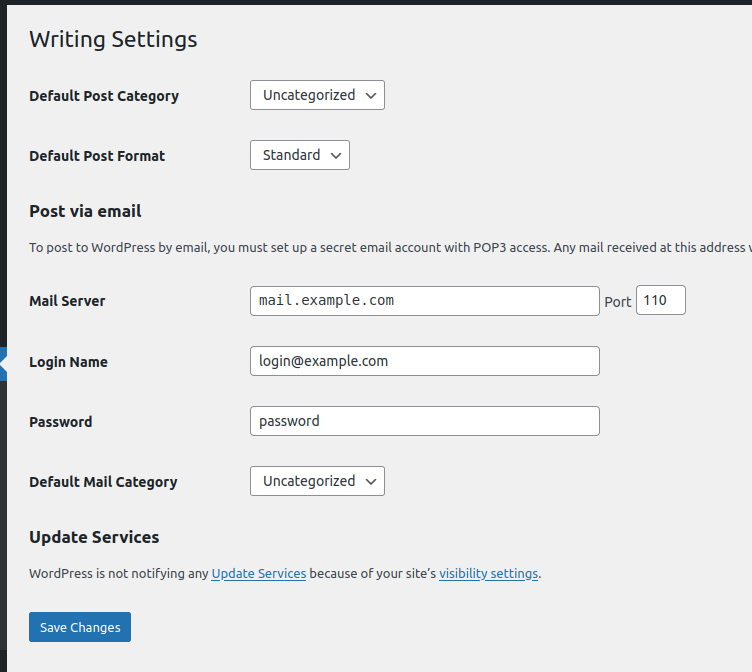 Writing Settings
Default Post Category Uncategorized
Default Post Format Standard
Post via email
To post to WordPress by email, you must set up a secret email account with POP3 access. Any mail received at this address
Mail Server mail.example.com Port 110
Login Name login@example.com
Password password
Default Mail Category Uncategorized
Update Services
WordPress is not notifying any Update Services because of your site’s visibility settings.
Save Changes